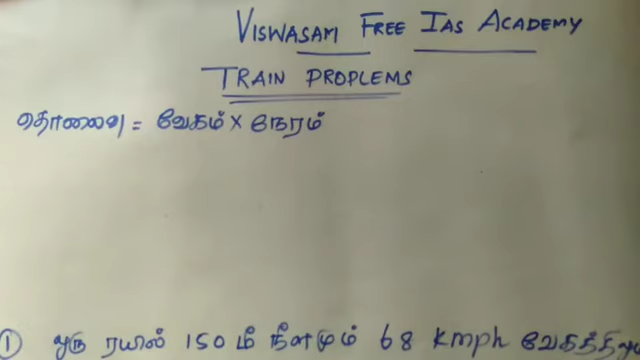 VISWASAM FREE IAS ACADEMY
TRAIN PROPLEMS
தொலைவு = வேகம் × நேரம்
① ஒரு ரயில் 150 மீ நீளமும் 68 kmph